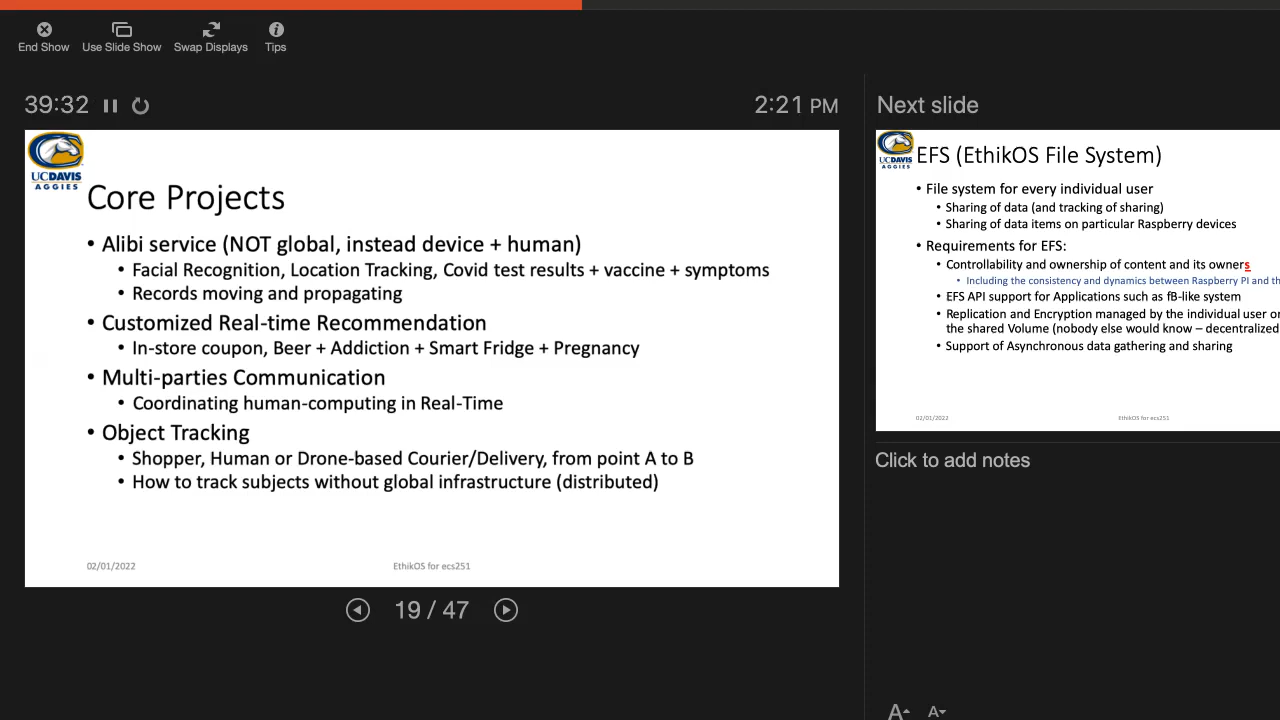 End Show
Use Slide Show
Swap Displays
Tips
39:32
2:21 PM
UCDAVIS
AGGIES
Core Projects
• Alibi service (NOT global, instead device + human)
• Facial Recognition, Location Tracking, Covid test results + vaccine + symptoms
• Records moving and propagating
• Customized Real-time Recommendation
• In-store coupon, Beer + Addiction + Smart Fridge + Pregnancy
• Multi-parties Communication
• Coordinating human-computing in Real-Time
• Object Tracking
• Shopper, Human or Drone-based Courier/Delivery, from point A to B
• How to track subjects without global infrastructure (distributed)
02/01/2022
EthikOS for ecs251
19 / 47
Next slide
UCDAVIS
AGGIES
EFS (EthikOS File System)
• File system for every individual user
• Sharing of data (and tracking of sharing)
• Sharing of data items on particular Raspberry devices
• Requirements for EFS:
• Controllability and ownership of content and its owners
• Including the consistency and dynamics between Raspberry PI and th
• EFS API support for Applications such as fB-like system
• Replication and Encryption managed by the individual user or
the shared Volume (nobody else would know – decentralized
• Support of Asynchronous data gathering and sharing
02/01/2022
EthikOS for ecs251
Click to add notes
A
A